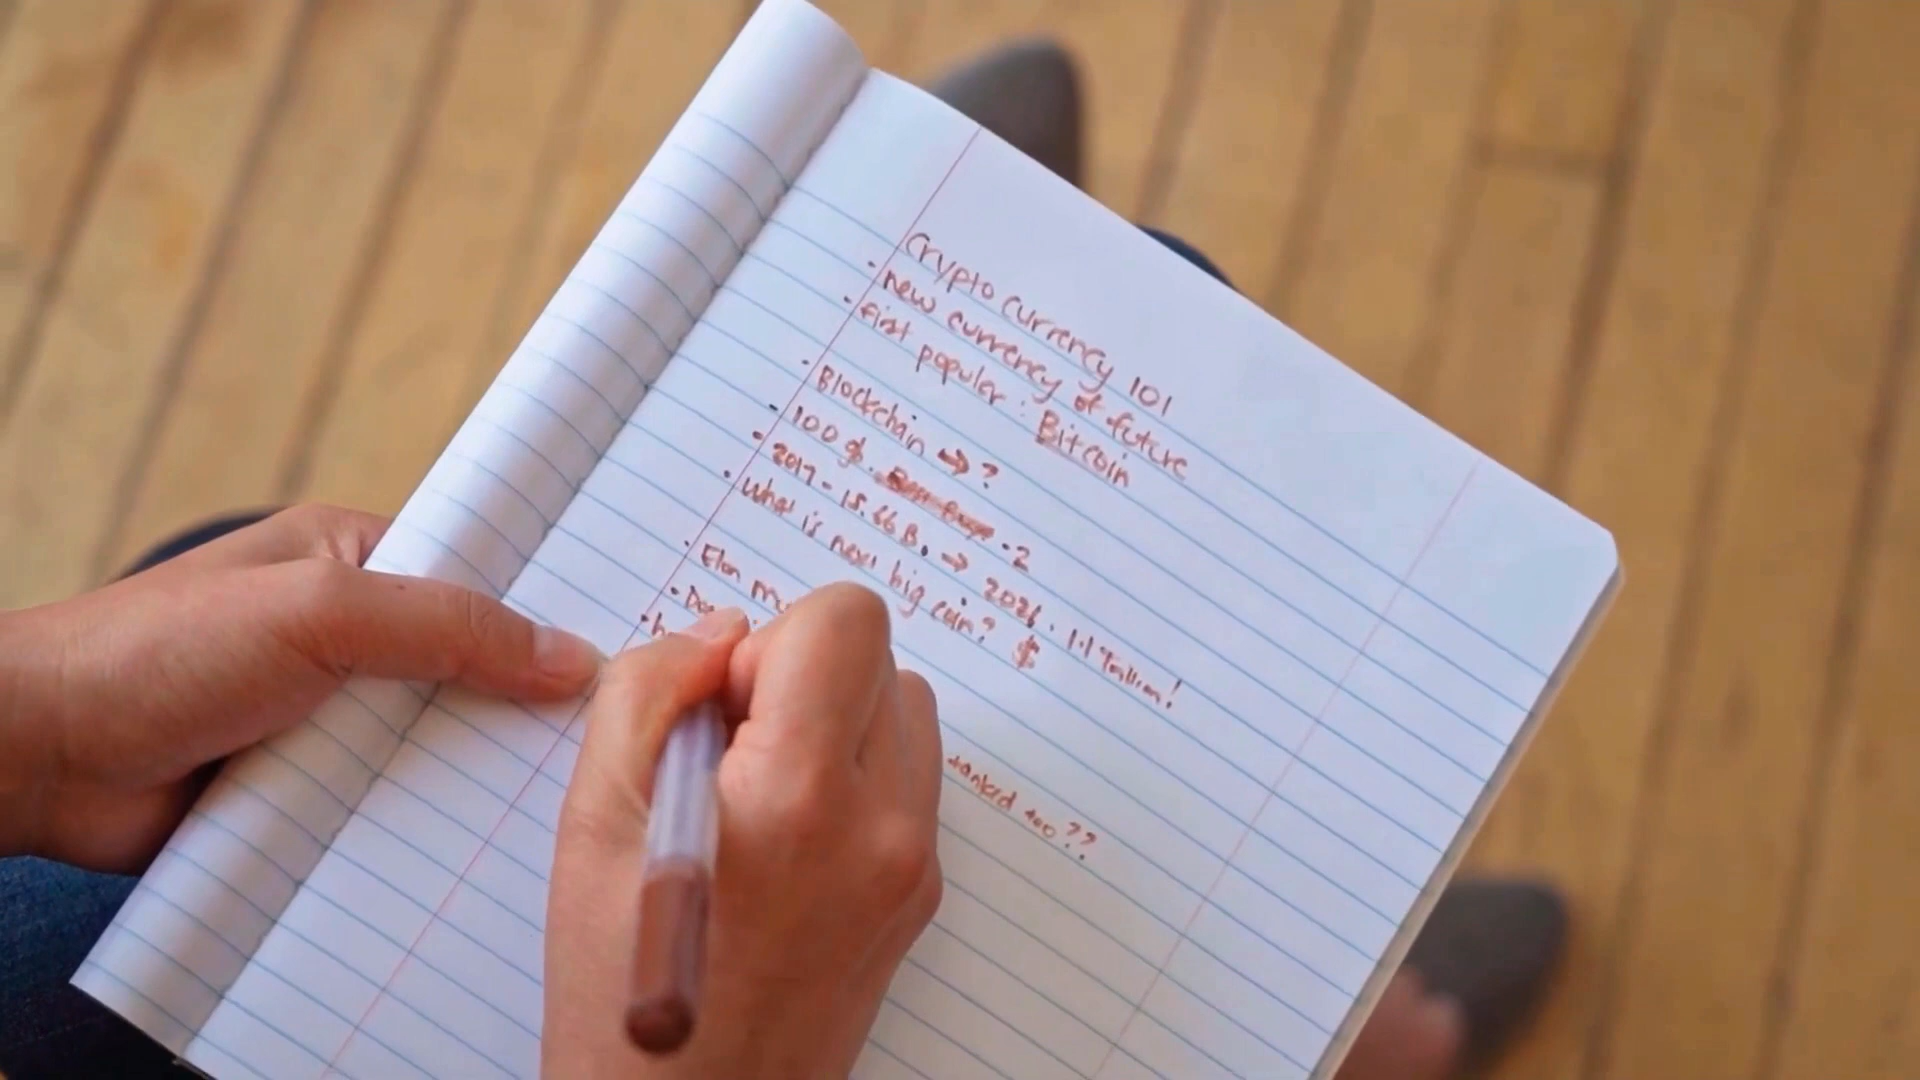 Crypto Currency 101
• new currency of future
• first popular : Bitcoin
• Blockchain → ?
- 100 $. • 2
• 2017 - 15.66 B. → 2021. 1.1 Trillion!
• What is next big coin? $
• Elon
tanked too ??